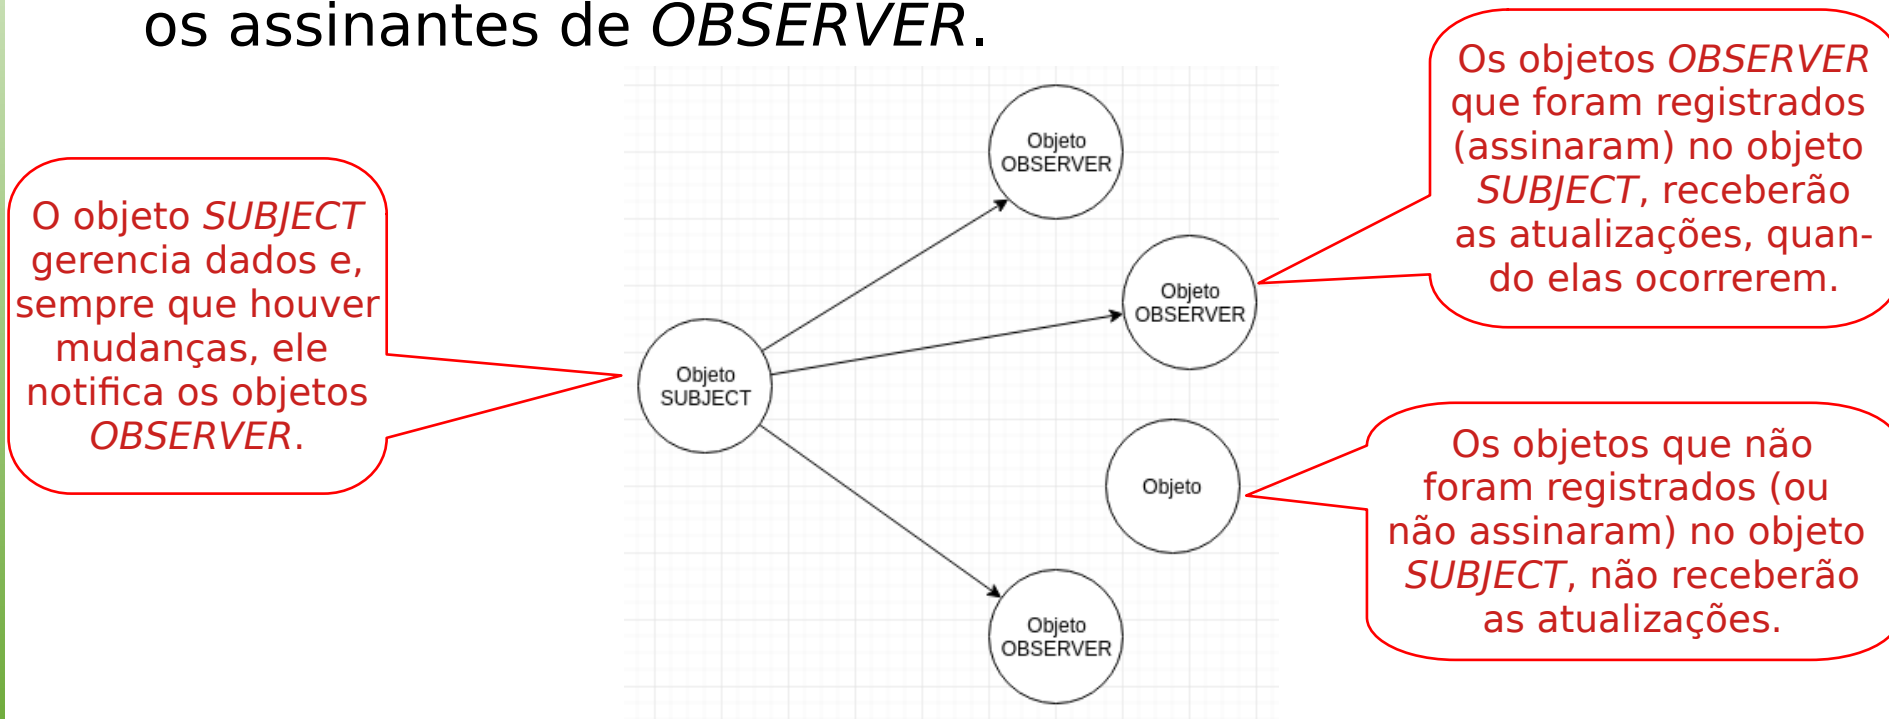 os assinantes de OBSERVER.
O objeto SUBJECT
gerencia dados e,
sempre que houver
mudanças, ele
notifica os objetos
OBSERVER.
Objeto
SUBJECT
Objeto
OBSERVER
Objeto
OBSERVER
Objeto
Objeto
OBSERVER
Os objetos OBSERVER
que foram registrados
(assinaram) no objeto
SUBJECT, receberão
as atualizações, quan-
do elas ocorrerem.
Os objetos que não
foram registrados (ou
não assinaram) no objeto
SUBJECT, não receberão
as atualizações.